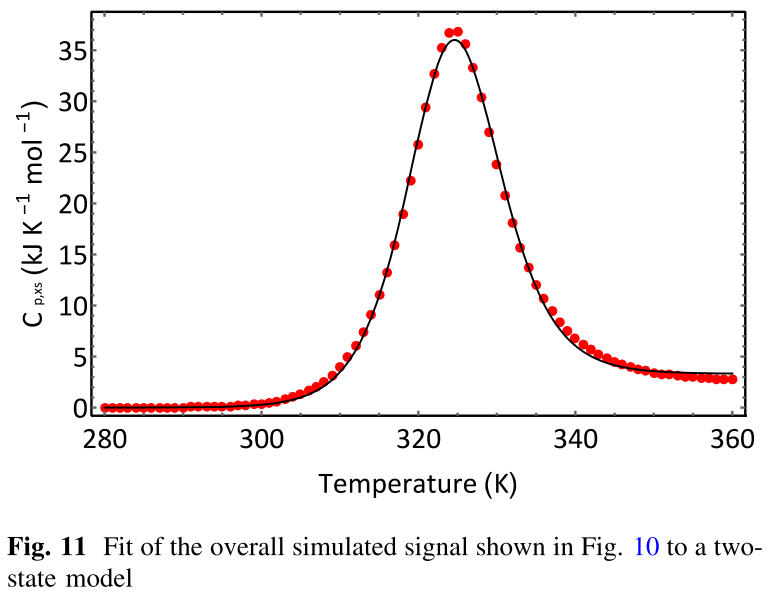 35
30
25
20
15
10
5
0
C p,xs (kJ K −1 mol −1)
280 300 320 340 360
Temperature (K)
Fig. 11 Fit of the overall simulated signal shown in Fig. 10 to a two-
state model